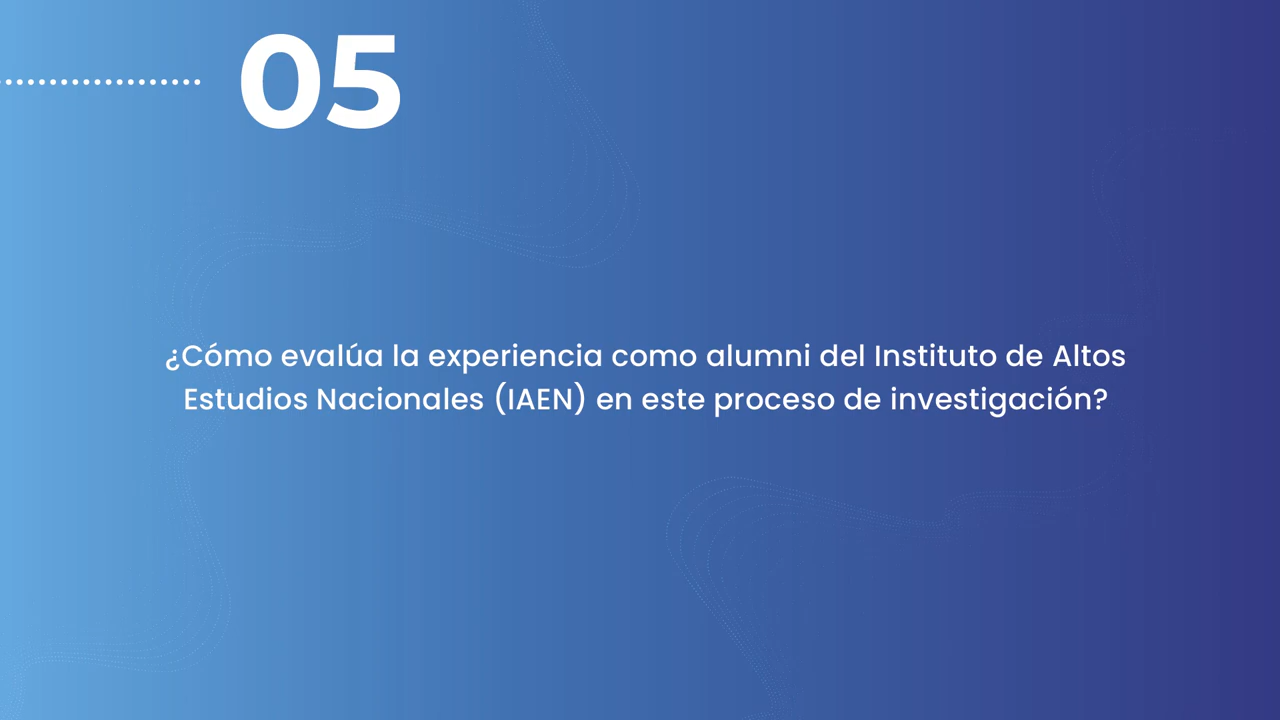 05
¿Cómo evalúa la experiencia como alumni del Instituto de Altos
Estudios Nacionales (IAEN) en este proceso de investigación?